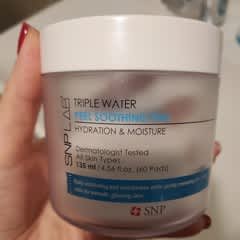 SNP LAB+
TRIPLE WATER
PEEL SOOTHING
HYDRATION & MOISTURE
Dermatologist Tested
All Skin Types
135 ml / 4.56 fl.oz. (60 Pads)
SNP